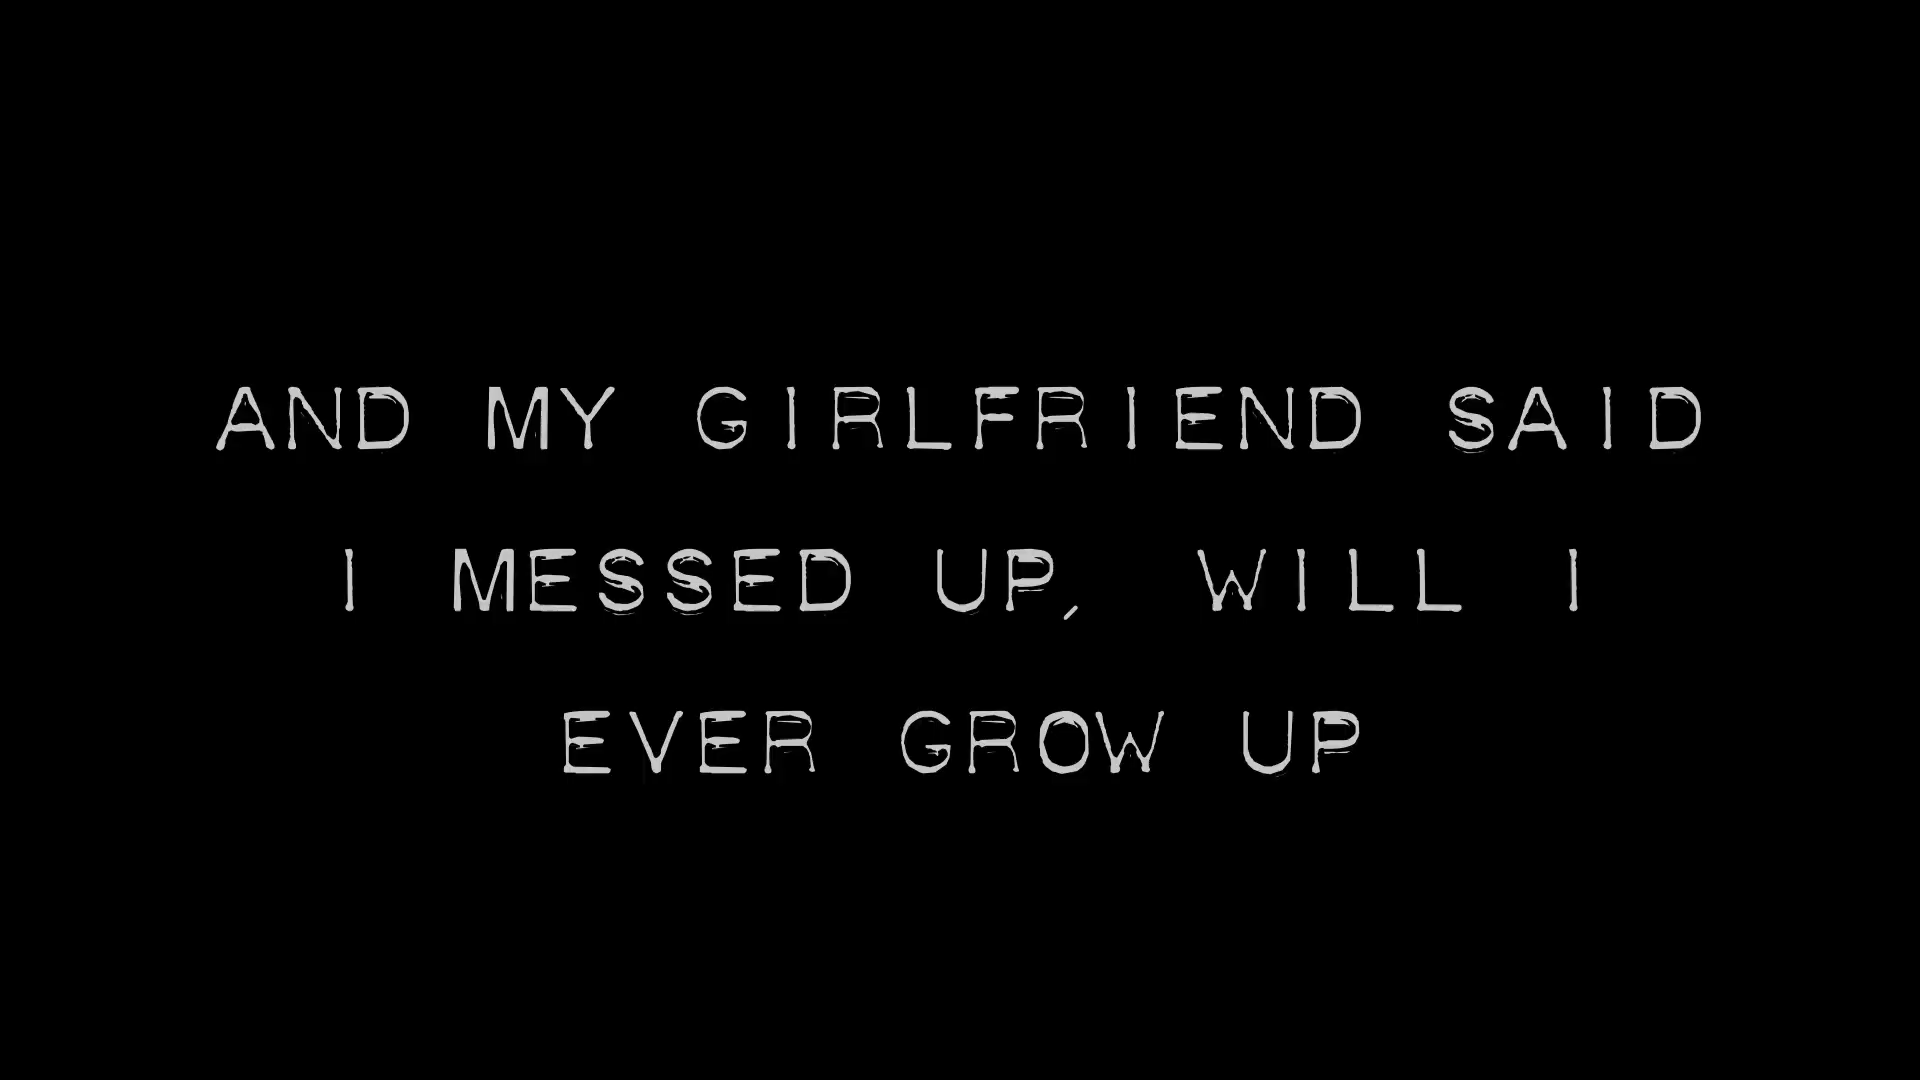 AND MY GIRLFRIEND SAID
I MESSED UP, WILL I
EVER GROW UP